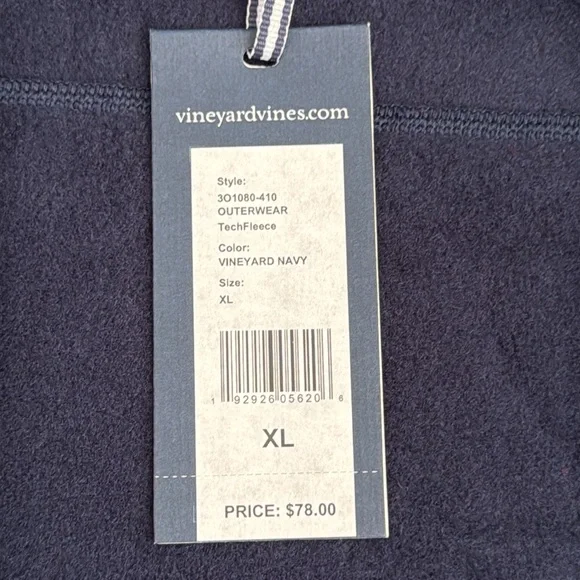 vineyardvines.com
Style:
3O1080-410
OUTERWEAR
TechFleece
Color:
VINEYARD NAVY
Size:
XL
1 92926 05620 6
XL
PRICE: $78.00